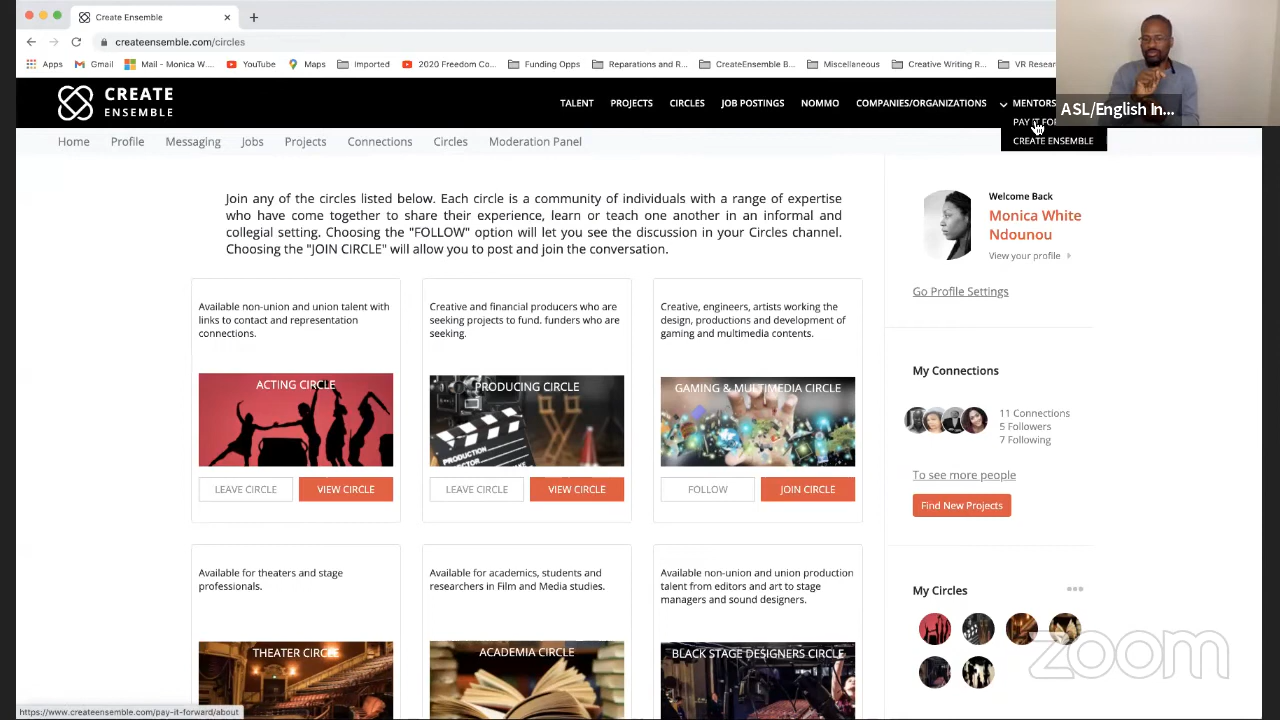 Create Ensemble
createensemble.com/circles
Apps
Gmail
Mail - Monica W...
YouTube
Maps
Imported
2020 Freedom Co...
Funding Opps
Reparations and R...
CreateEnsemble B...
Miscellaneous
Creative Writing R...
VR Resear
ASL/English In...
CREATE
ENSEMBLE
TALENT
PROJECTS
CIRCLES
JOB POSTINGS
NOMMO
COMPANIES/ORGANIZATIONS
MENTORS
PAY IT FOR
CREATE ENSEMBLE
Home
Profile
Messaging
Jobs
Projects
Connections
Circles
Moderation Panel
Join any of the circles listed below. Each circle is a community of individuals with a range of expertise
who have come together to share their experience, learn or teach one another in an informal and
collegial setting. Choosing the "FOLLOW" option will let you see the discussion in your Circles channel.
Choosing the "JOIN CIRCLE" will allow you to post and join the conversation.
Welcome Back
Monica White
Ndounou
View your profile
Go Profile Settings
Available non-union and union talent with
links to contact and representation
connections.
ACTING CIRCLE
LEAVE CIRCLE
VIEW CIRCLE
Creative and financial producers who are
seeking projects to fund. funders who are
seeking.
PRODUCING CIRCLE
PRODUCTION
LEAVE CIRCLE
VIEW CIRCLE
Creative, engineers, artists working the
design, productions and development of
gaming and multimedia contents.
GAMING & MULTIMEDIA CIRCLE
FOLLOW
JOIN CIRCLE
My Connections
11 Connections
5 Followers
7 Following
To see more people
Find New Projects
Available for theaters and stage
professionals.
THEATER CIRCLE
Available for academics, students and
researchers in Film and Media studies.
ACADEMIA CIRCLE
Available non-union and union production
talent from editors and art to stage
managers and sound designers.
BLACK STAGE DESIGNERS CIRCLE
My Circles
zoom
https://www.createensemble.com/pay-it-forward/about